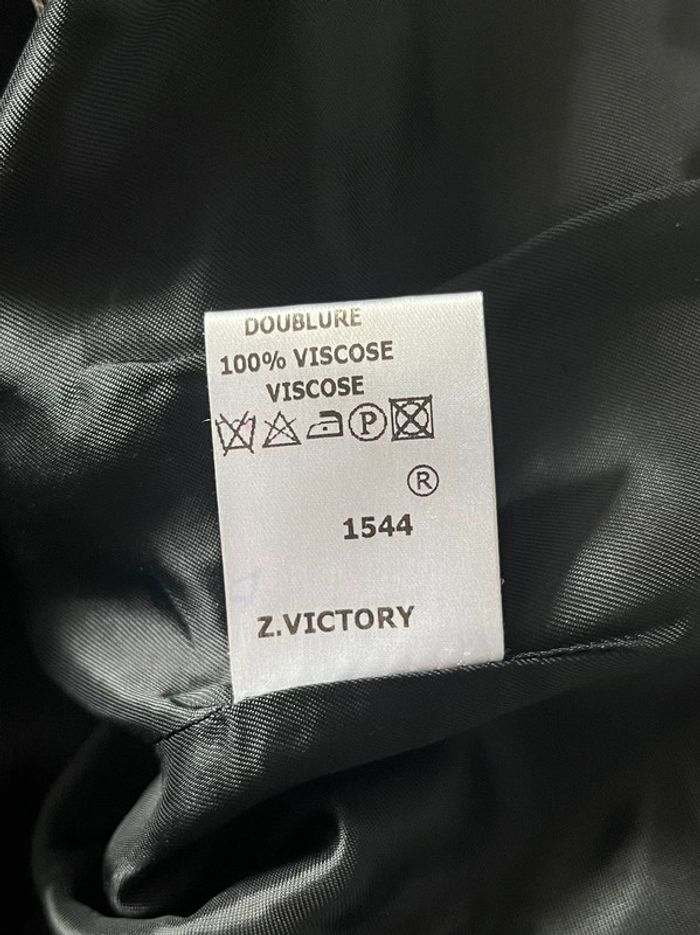 DOUBLURE
100% VISCOSE
VISCOSE
P
®
1544
Z.VICTORY